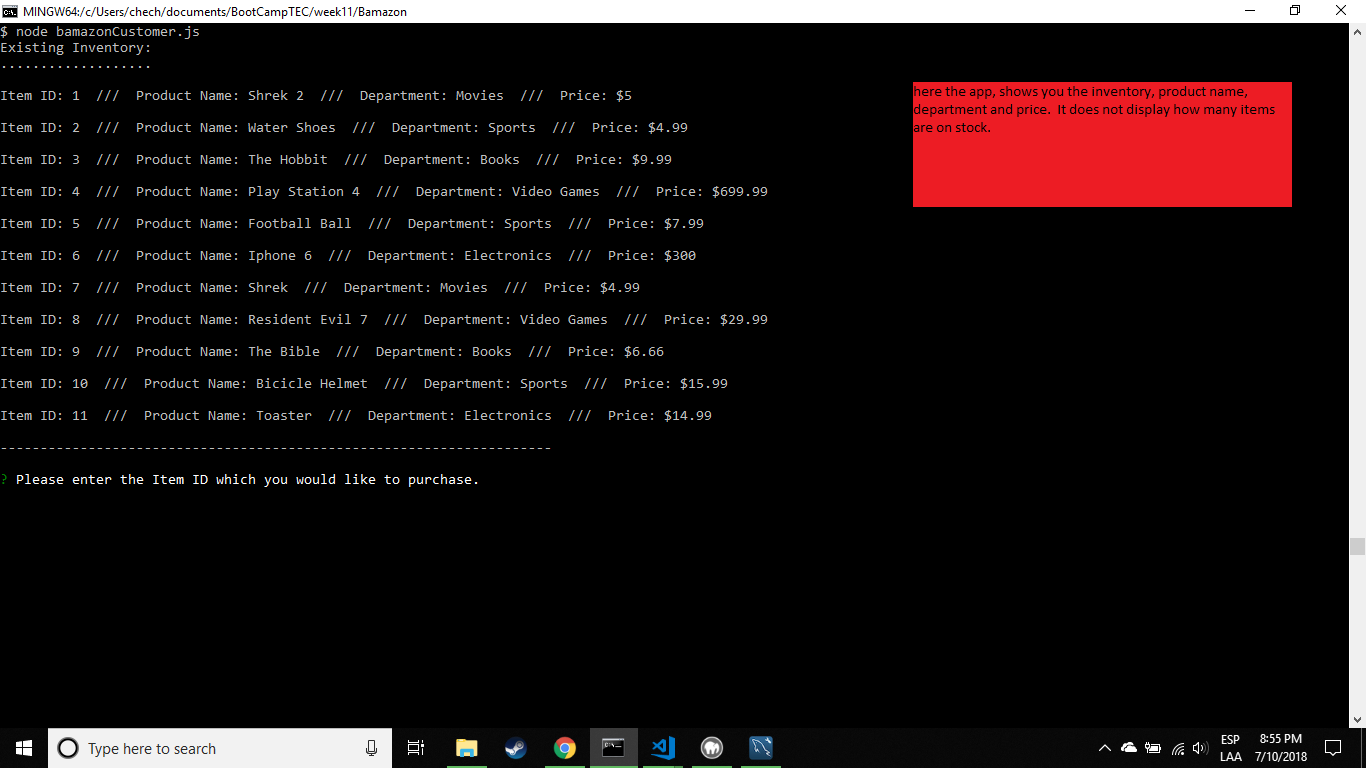 MINGW64:/c/Users/chech/documents/BootCampTEC/week11/Bamazon
$ node bamazonCustomer.js
Existing Inventory:
...................
Item ID: 1  ///  Product Name: Shrek 2  ///  Department: Movies  ///  Price: $5
Item ID: 2  ///  Product Name: Water Shoes  ///  Department: Sports  ///  Price: $4.99
Item ID: 3  ///  Product Name: The Hobbit  ///  Department: Books  ///  Price: $9.99
Item ID: 4  ///  Product Name: Play Station 4  ///  Department: Video Games  ///  Price: $699.99
Item ID: 5  ///  Product Name: Football Ball  ///  Department: Sports  ///  Price: $7.99
Item ID: 6  ///  Product Name: Iphone 6  ///  Department: Electronics  ///  Price: $300
Item ID: 7  ///  Product Name: Shrek  ///  Department: Movies  ///  Price: $4.99
Item ID: 8  ///  Product Name: Resident Evil 7  ///  Department: Video Games  ///  Price: $29.99
Item ID: 9  ///  Product Name: The Bible  ///  Department: Books  ///  Price: $6.66
Item ID: 10  ///  Product Name: Bicicle Helmet  ///  Department: Sports  ///  Price: $15.99
Item ID: 11  ///  Product Name: Toaster  ///  Department: Electronics  ///  Price: $14.99
---------------------------------------------------------------------
? Please enter the Item ID which you would like to purchase.
here the app, shows you the inventory, product name,
department and price.  It does not display how many items
are on stock.
Type here to search
ESP
LAA
8:55 PM
7/10/2018